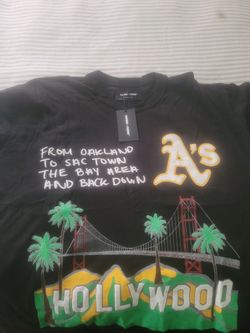 FROM OAKLAND
TO SAC TOWN
THE BAY AREA
AND BACK DOWN
A's
HOLLYWOOD